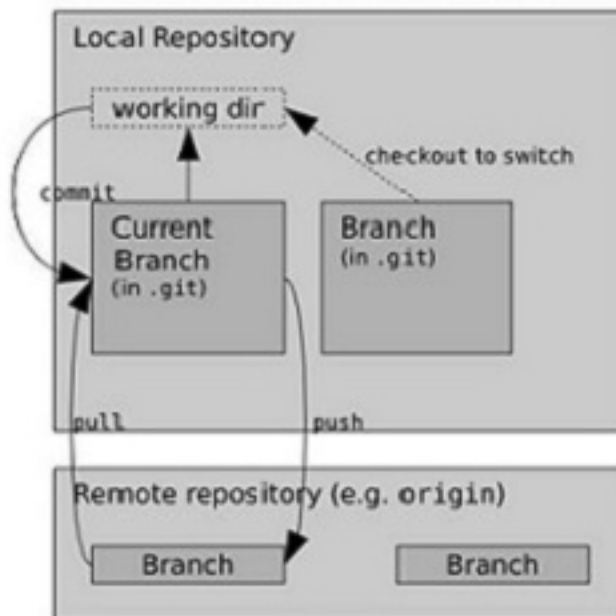 Local Repository
working dir
checkout to switch
commit
Current
Branch
(in .git)
Branch
(in .git)
pull
push
Remote repository (e.g. origin)
Branch
Branch